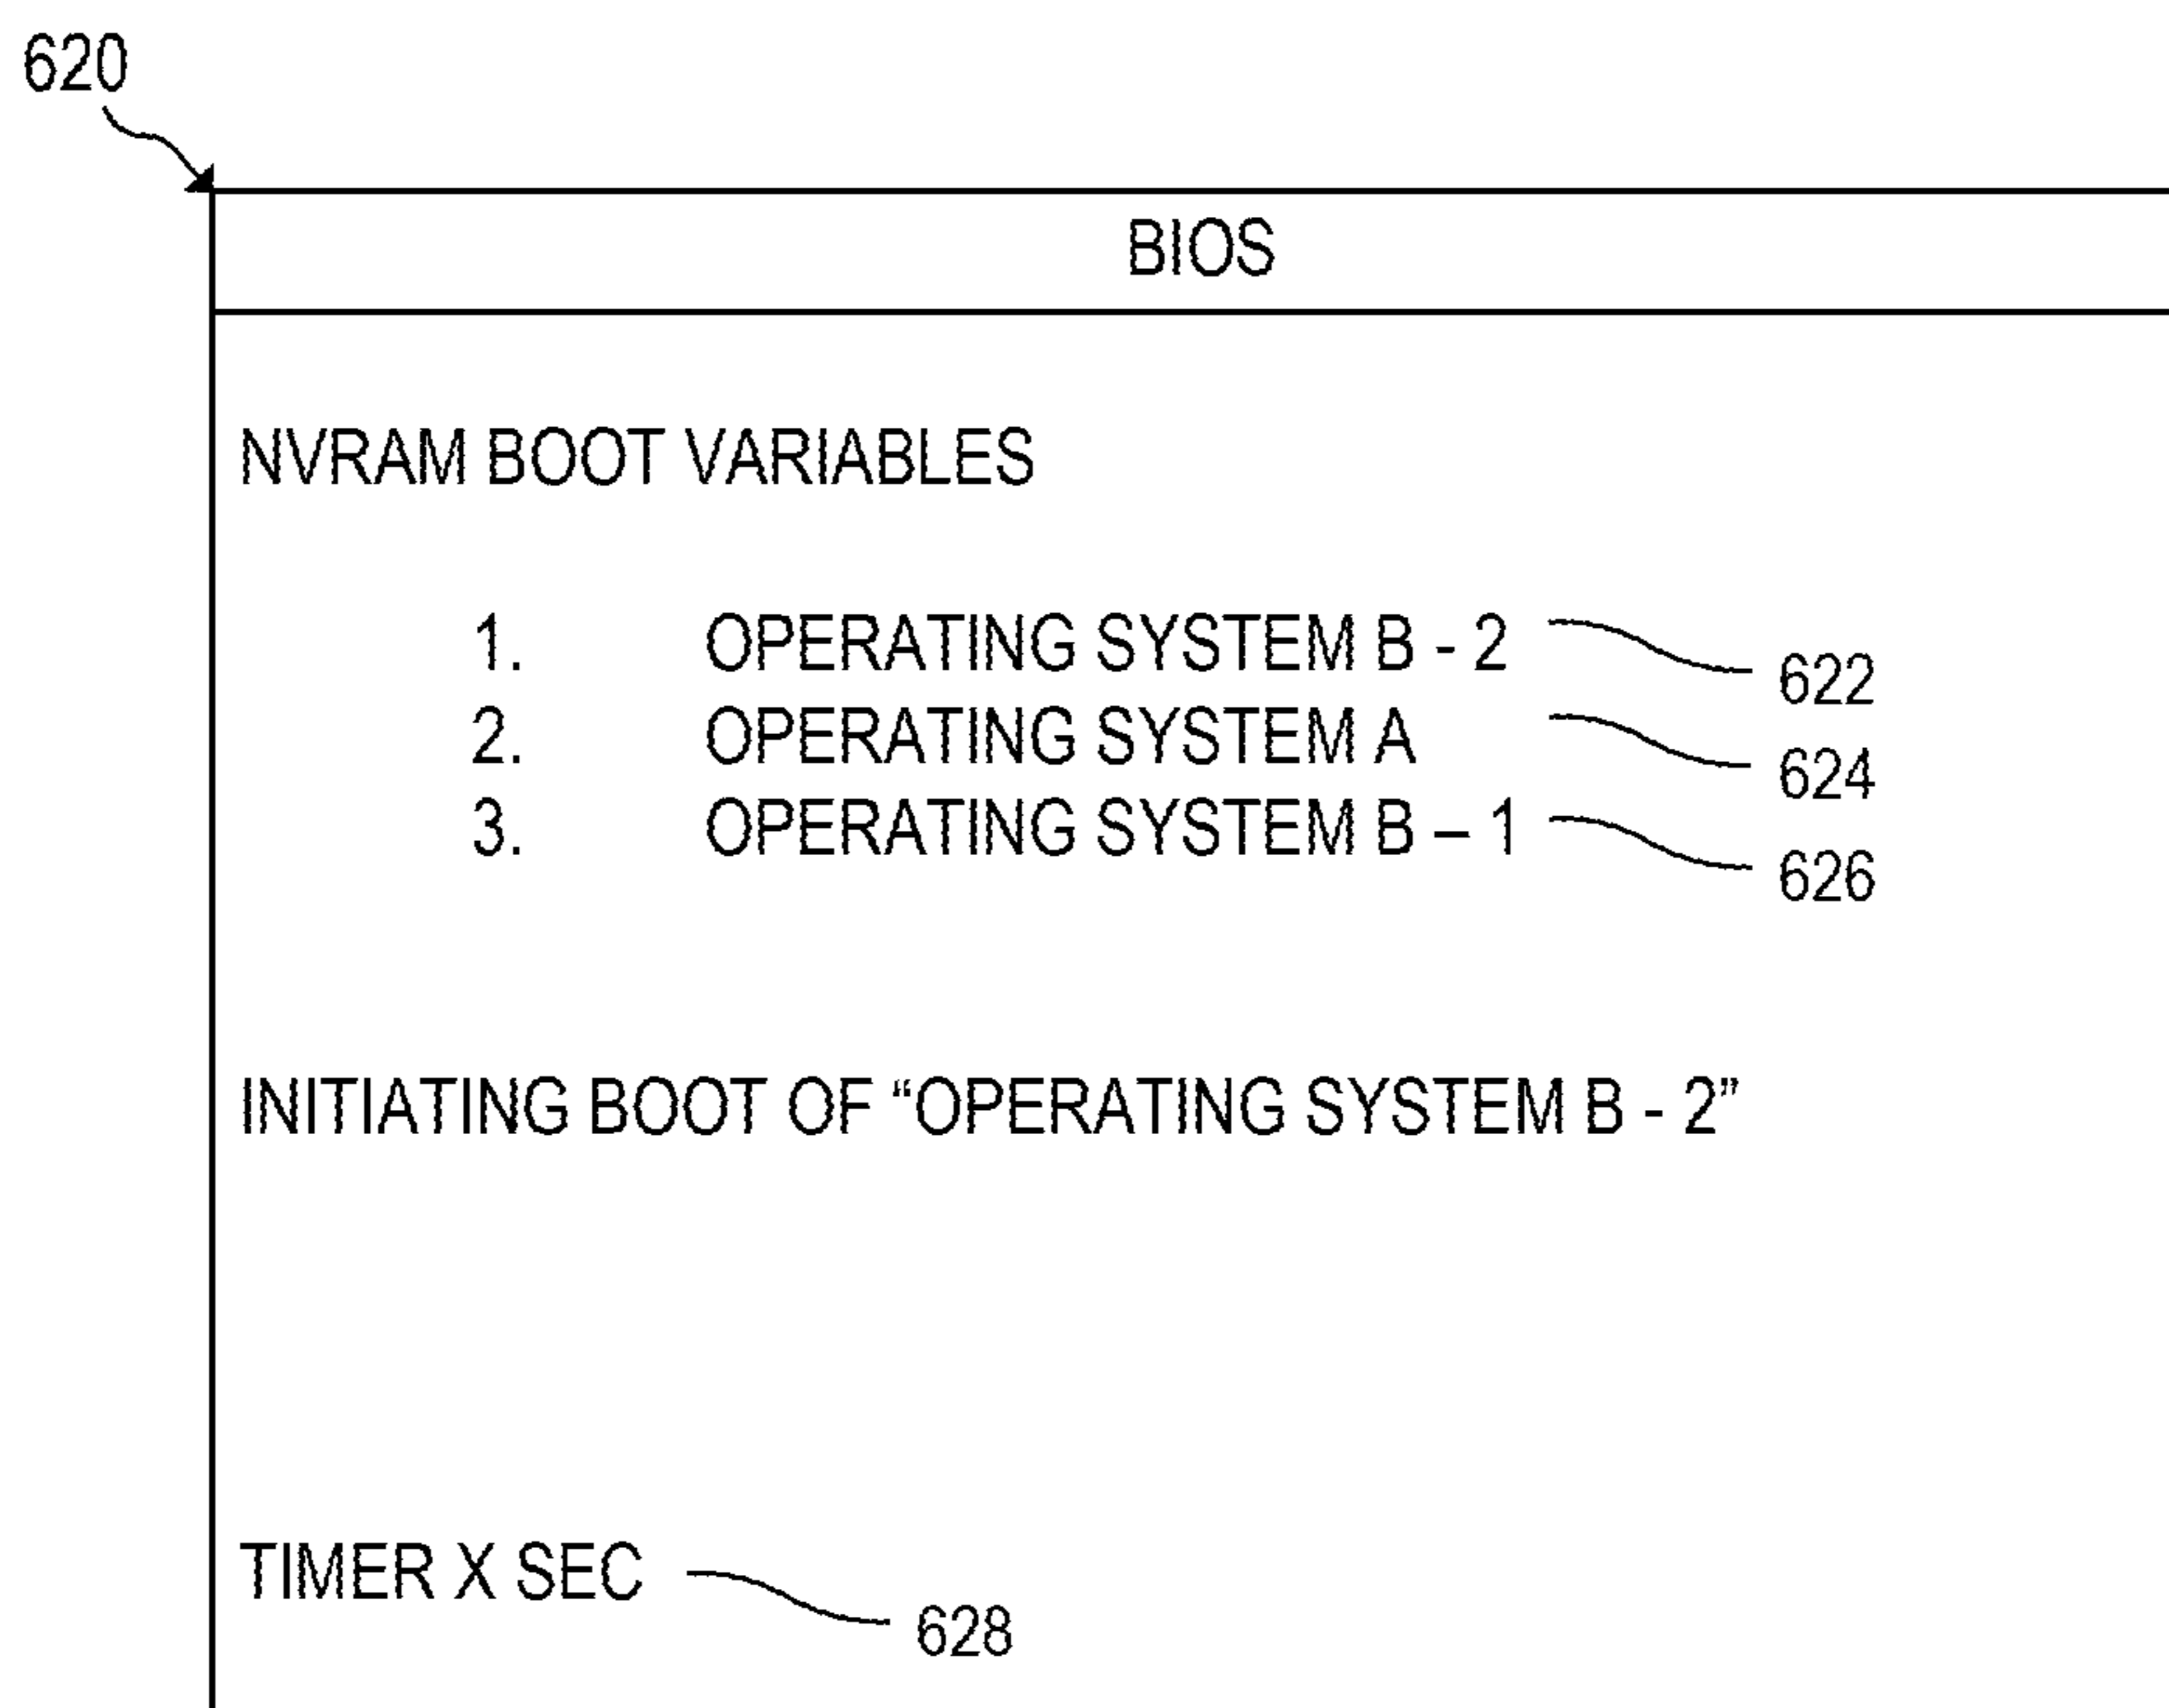 620
BIOS
NVRAM BOOT VARIABLES
1. OPERATING SYSTEM B - 2 622
2. OPERATING SYSTEM A 624
3. OPERATING SYSTEM B – 1 626
INITIATING BOOT OF “OPERATING SYSTEM B - 2”
TIMER X SEC 628